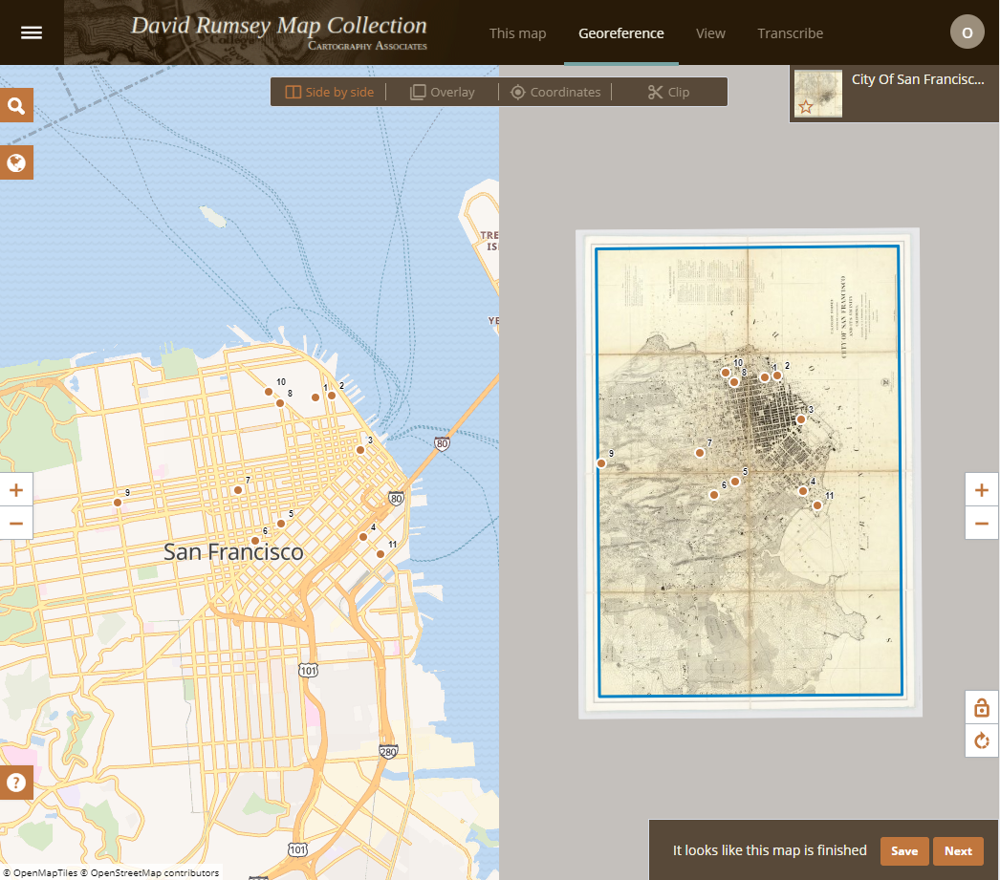 David Rumsey Map Collection
Cartography Associates
This map
Georeference
View
Transcribe
O
Side by side
Overlay
Coordinates
Clip
City Of Francisc...
TRE
IS
YE
10
8
1
2
3
80
7
9
80
5
4
6
11
San Francisco
101
280
101
10
8
1
2
3
7
9
5
6
4
11
CITY OF SAN FRANCISCO
It looks like this map is finished
Save
Next
?
© OpenMapTiles © OpenStreetMap contributors